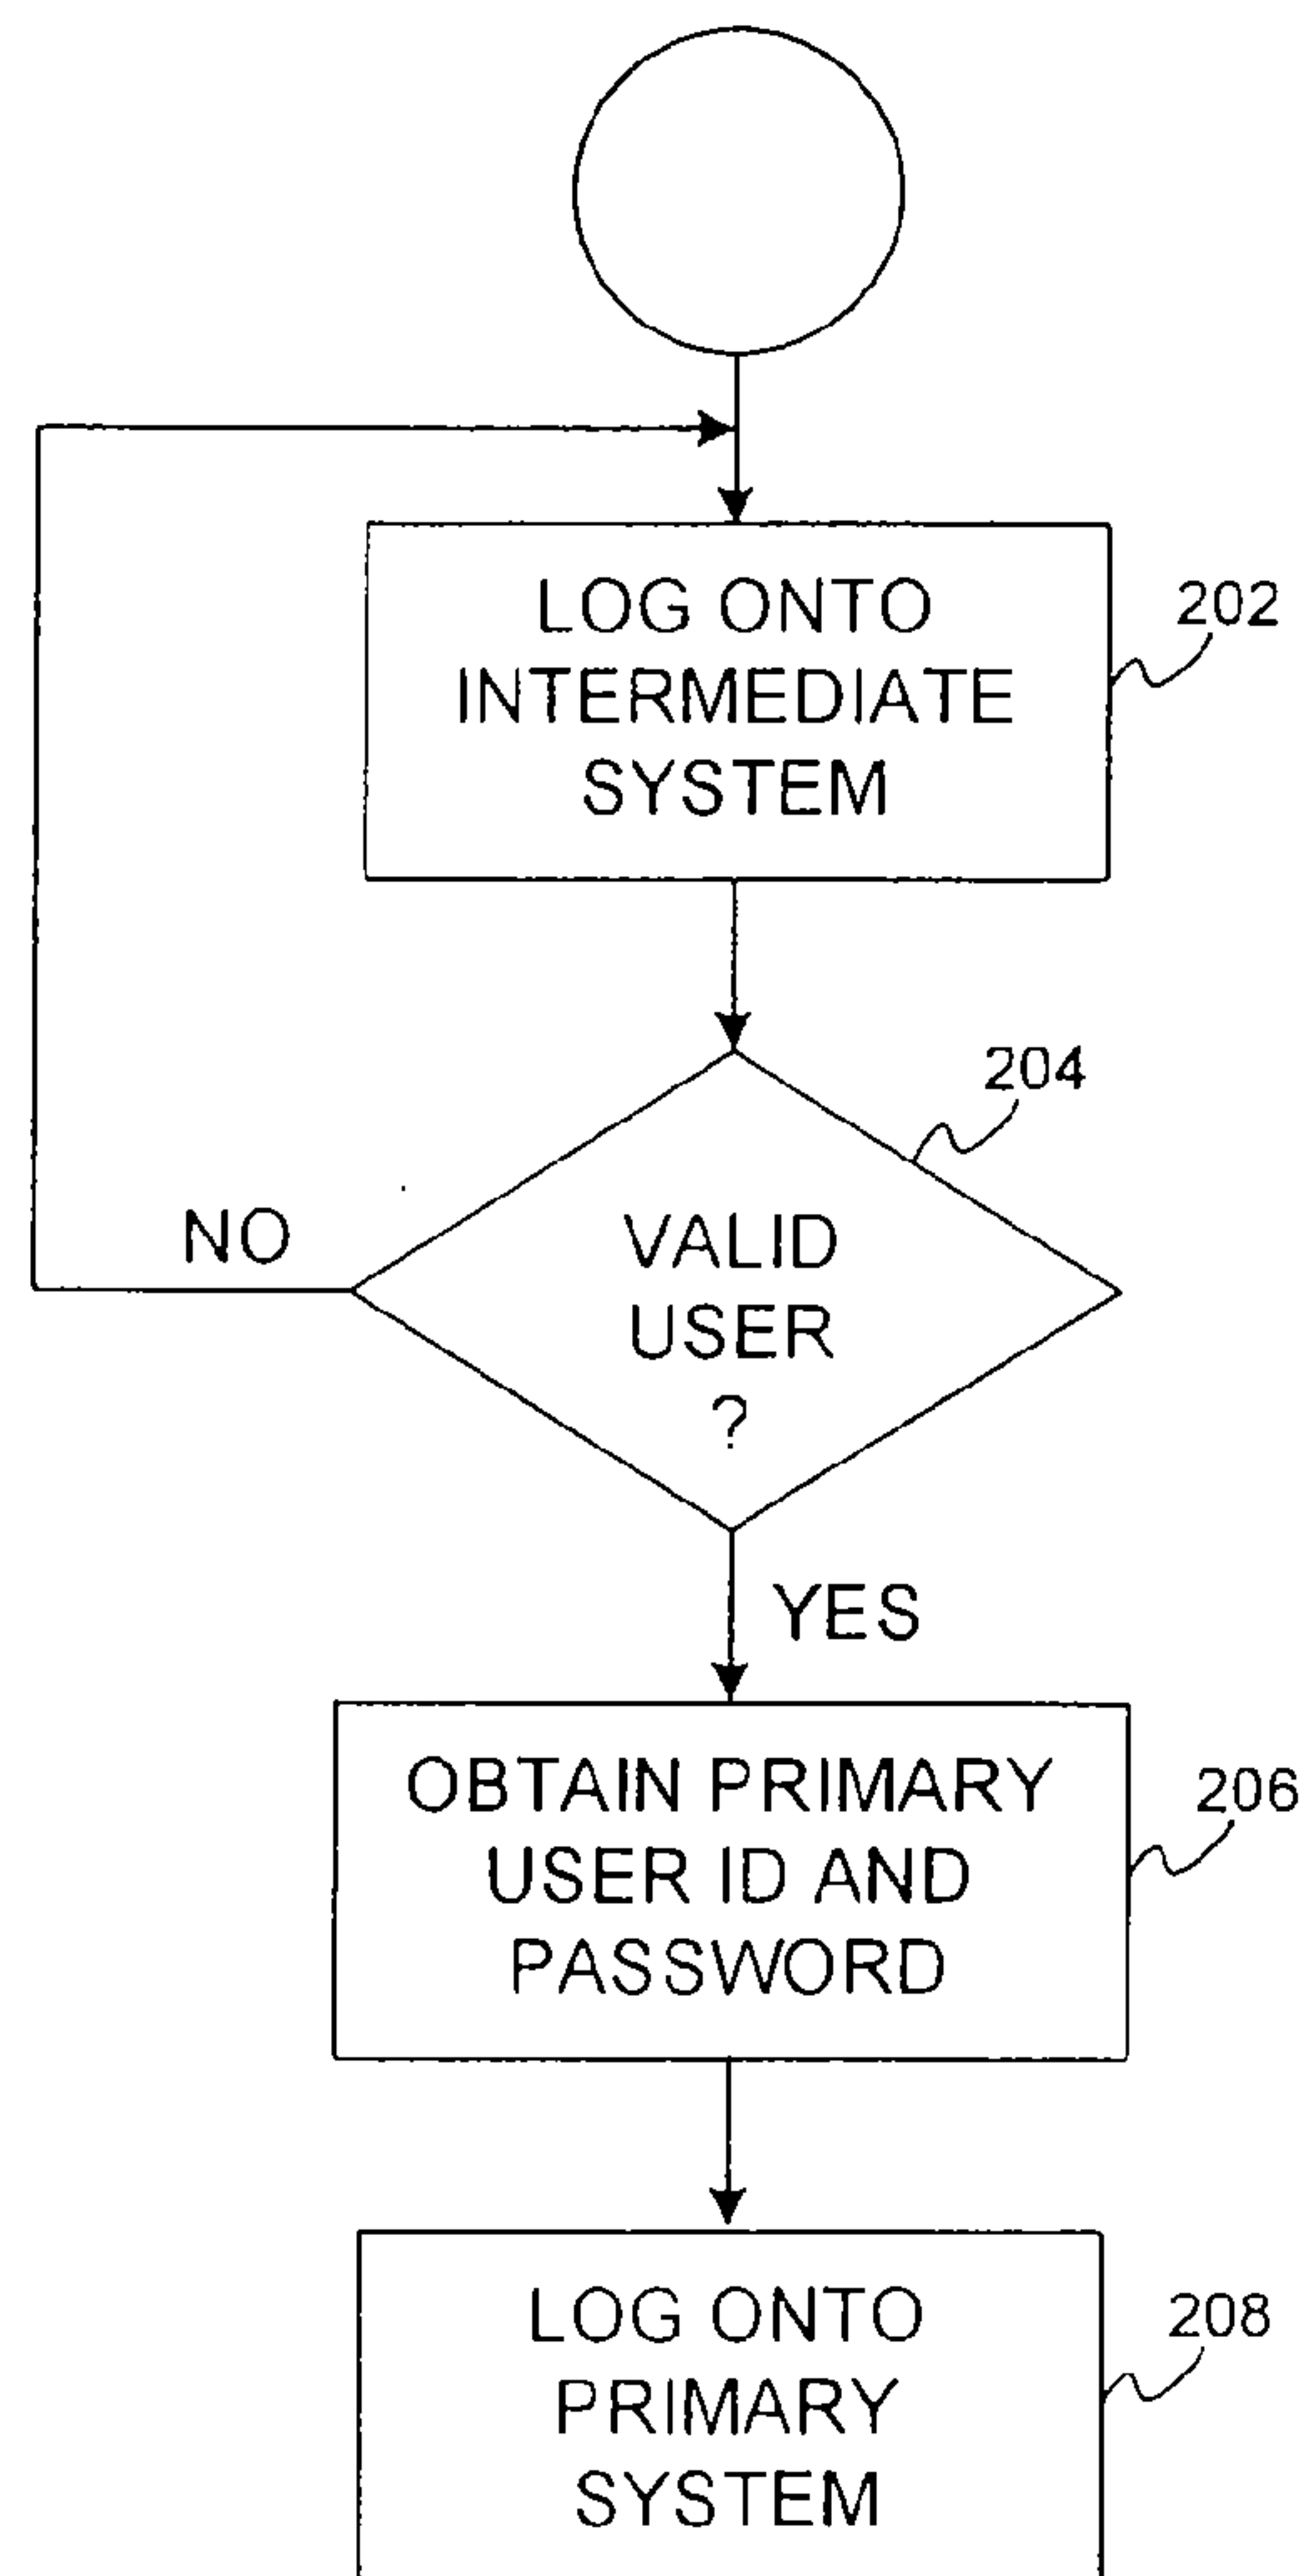 LOG ONTO
INTERMEDIATE
SYSTEM
202
204
VALID
USER
?
NO
YES
OBTAIN PRIMARY
USER ID AND
PASSWORD
206
LOG ONTO
PRIMARY
SYSTEM
208